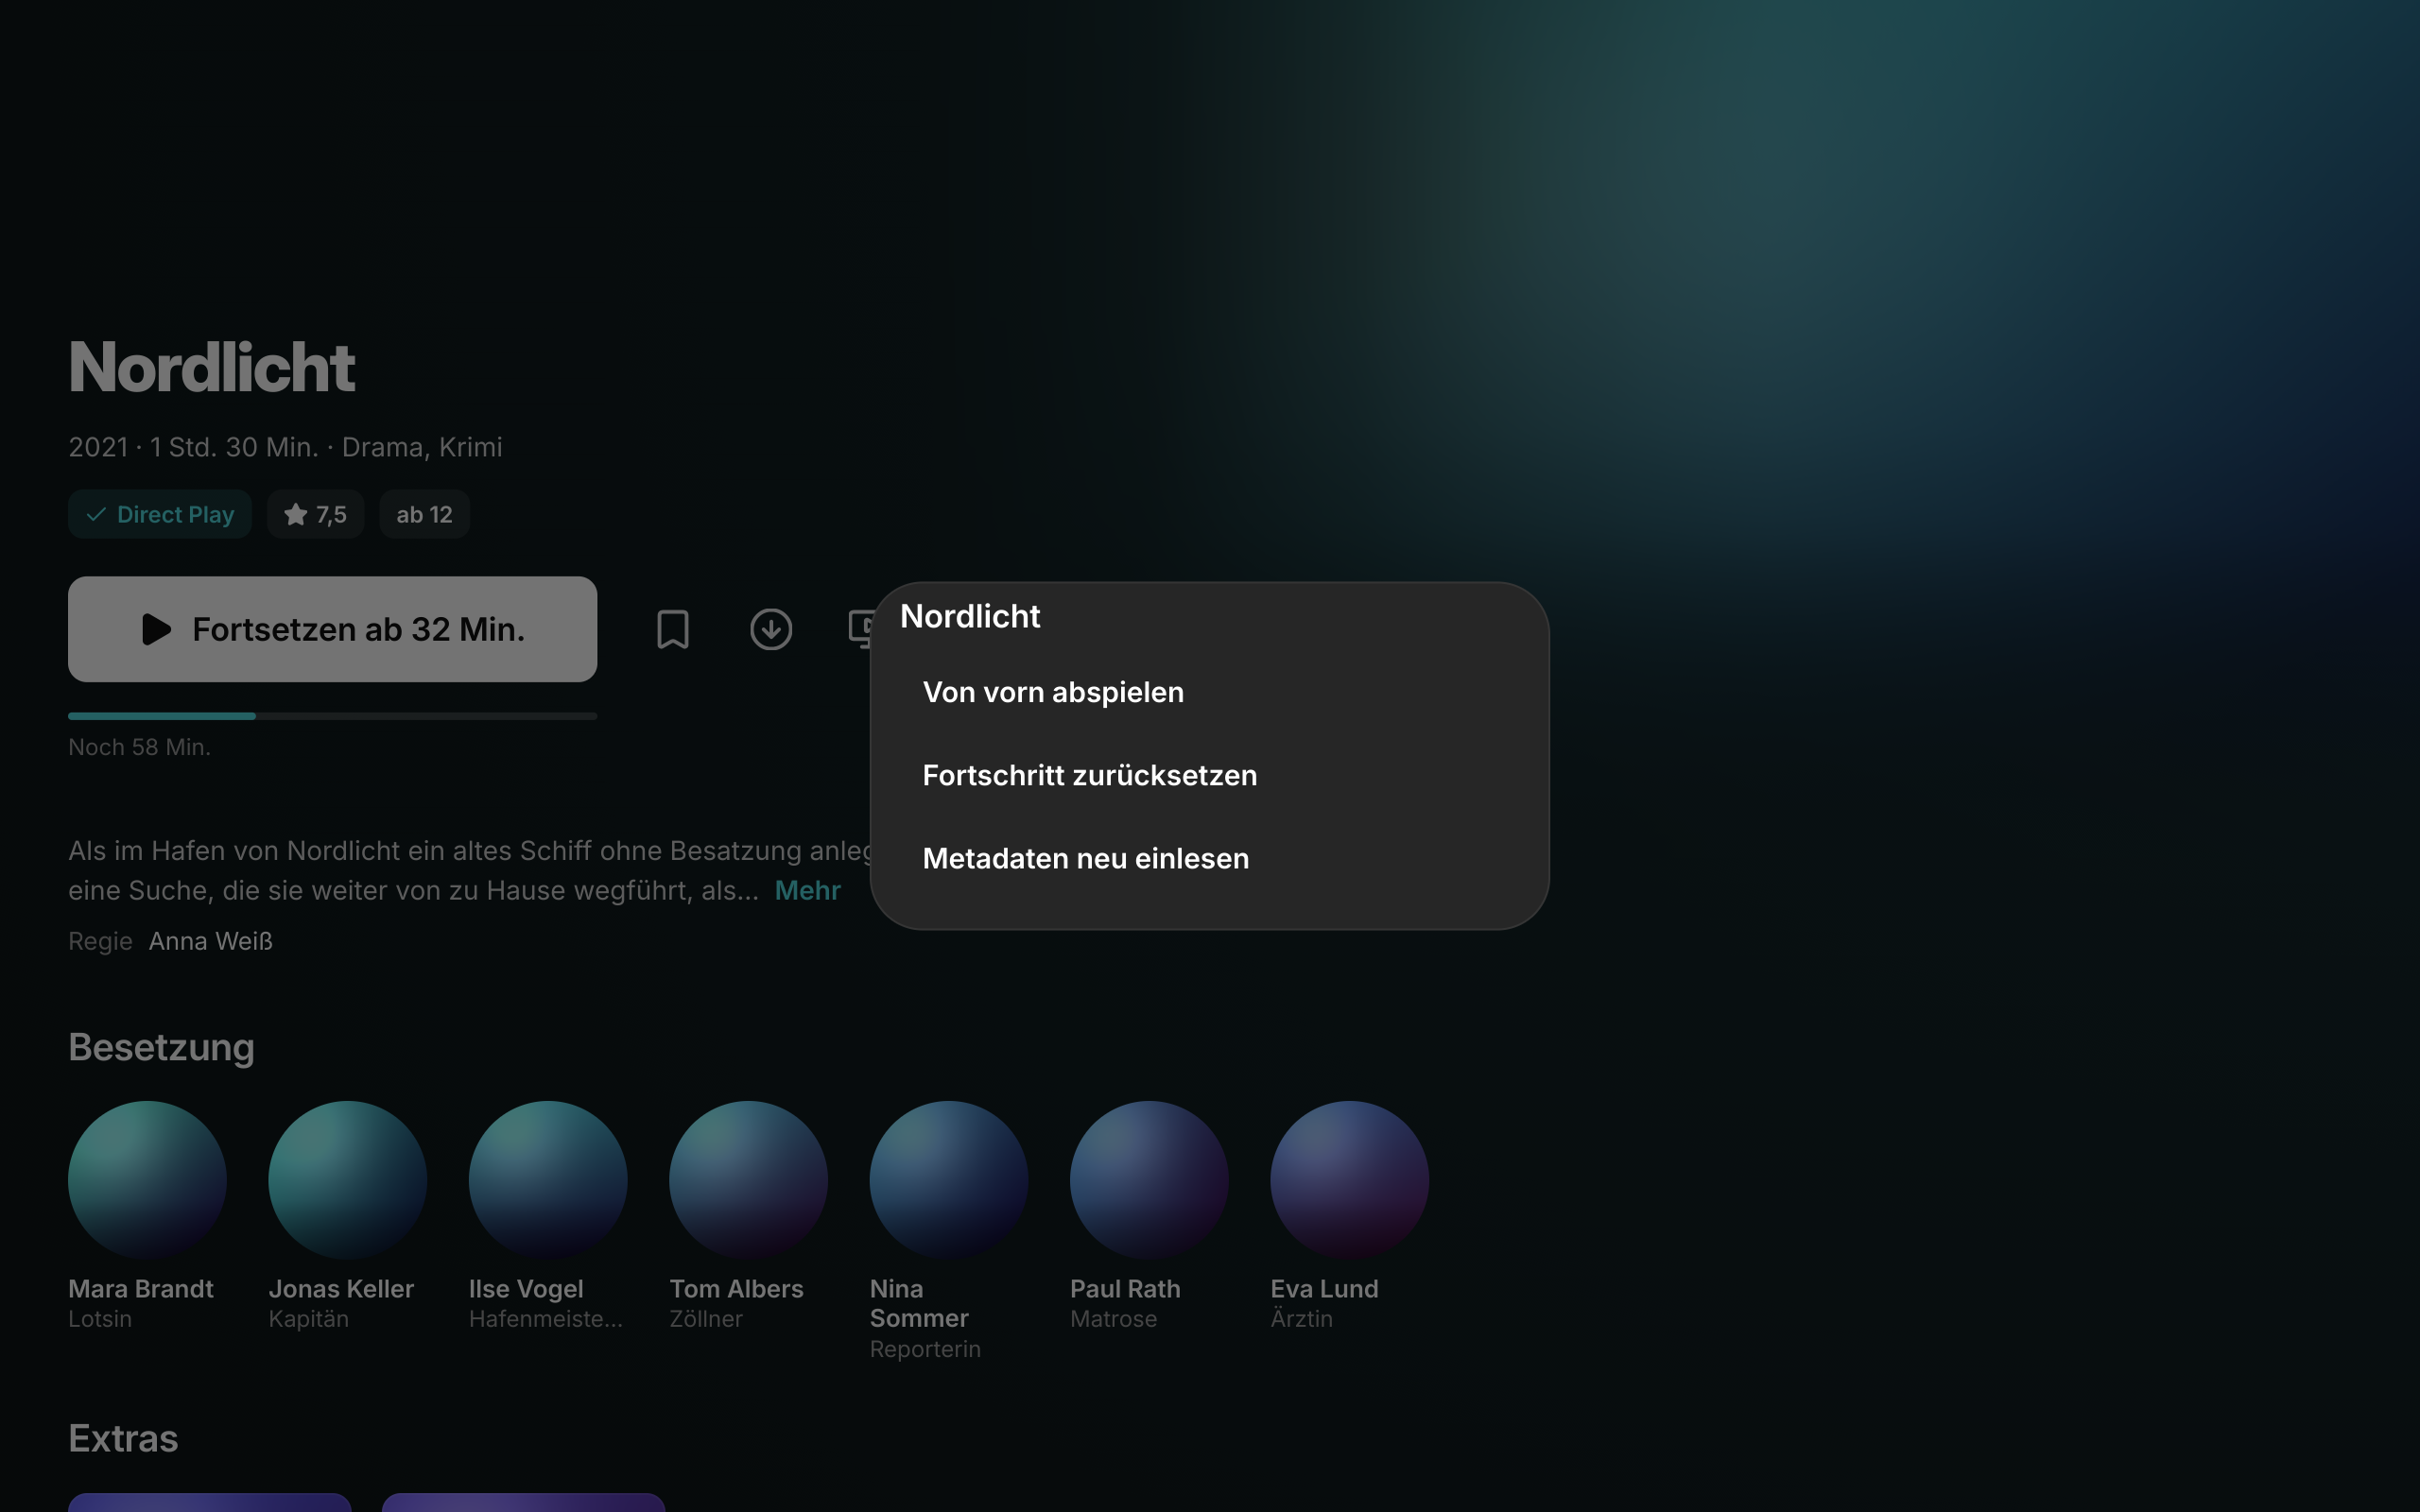 Nordlicht
2021 · 1 Std. 30 Min. · Drama, Krimi
Direct Play
7,5
ab 12
Fortsetzen ab 32 Min.
Noch 58 Min.
Nordlicht
Von vorn abspielen
Fortschritt zurücksetzen
Metadaten neu einlesen
Als im Hafen von Nordlicht ein altes Schiff ohne Besatzung
eine Suche, die sie weiter von zu Hause wegführt, als... Mehr
Regie Anna Weiß
Besetzung
Mara Brandt
Lotsin
Jonas Keller
Kapitän
Ilse Vogel
Hafenmeiste...
Tom Albers
Zöllner
Nina
Sommer
Reporterin
Paul Rath
Matrose
Eva Lund
Ärztin
Extras